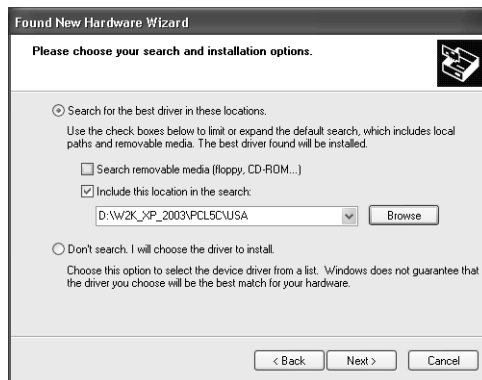 Found New Hardware Wizard
Please choose your search and installation options.
Search for the best driver in these locations.
Use the check boxes below to limit or expand the default search, which includes local
paths and removable media. The best driver found will be installed.
Search removable media (floppy, CD-ROM...)
Include this location in the search:
D:\W2K_XP_2003\PCL5C\USA
Browse
Don't search. I will choose the driver to install.
Choose this option to select the device driver from a list. Windows does not guarantee that
the driver you choose will be the best match for your hardware.
< Back Next > Cancel